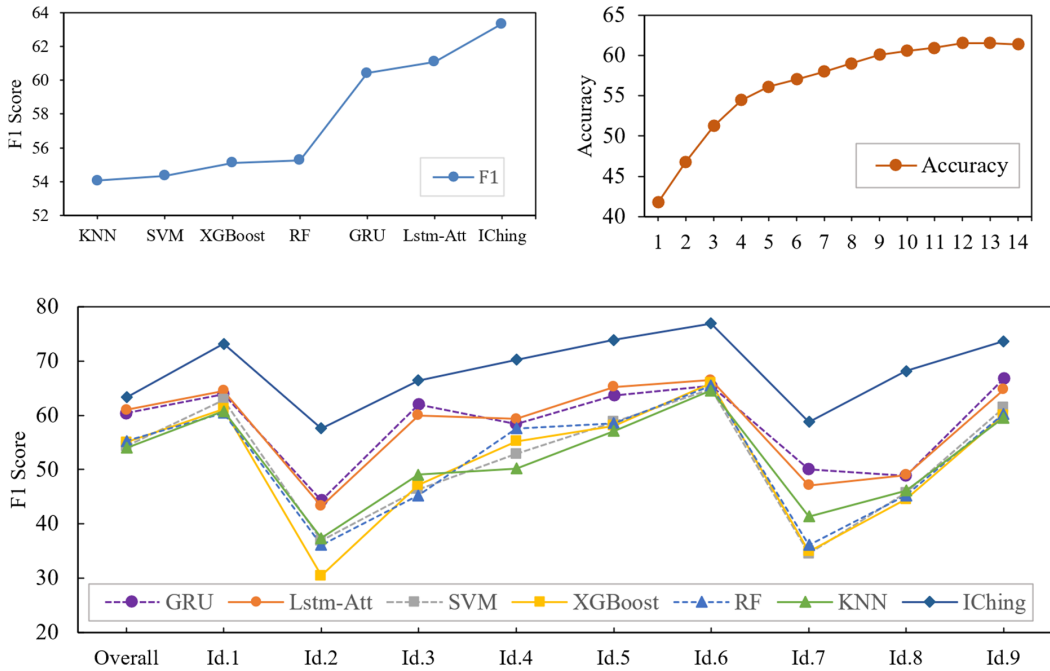 F1 Score
64
62
60
58
56
54
52
KNN SVM XGBoost RF GRU Lstm-Att IChing
F1
Accuracy
65
60
55
50
45
40
1 2 3 4 5 6 7 8 9 10 11 12 13 14
Accuracy
F1 Score
80
70
60
50
40
30
20
GRU Lstm-Att SVM XGBoost RF KNN IChing
Overall Id.1 Id.2 Id.3 Id.4 Id.5 Id.6 Id.7 Id.8 Id.9